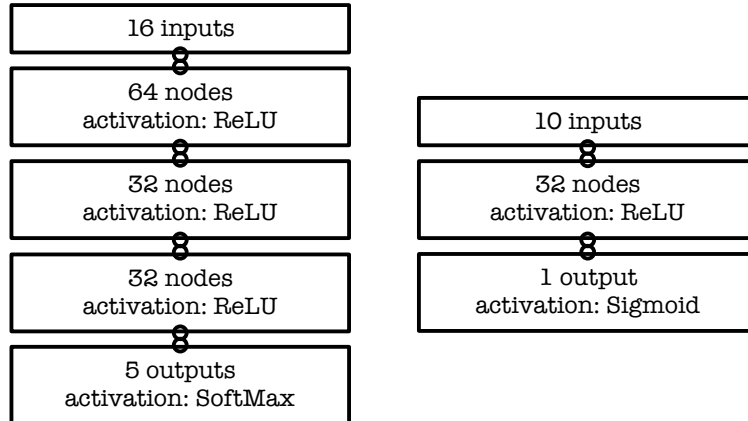 16 inputs
64 nodes
activation: ReLU
32 nodes
activation: ReLU
32 nodes
activation: ReLU
5 outputs
activation: SoftMax
10 inputs
32 nodes
activation: ReLU
1 output
activation: Sigmoid